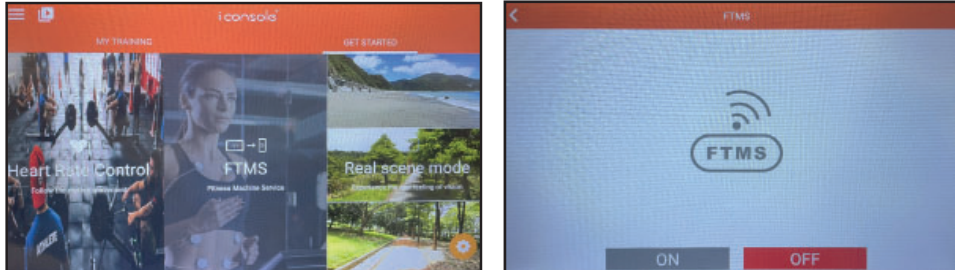 iconsole
MY TRAINING
GET STARTED
Heart Rate Control
FTMS
Fitness Machine Service
Real scene mode
ATHLETE
FTMS
FTMS
ON
OFF